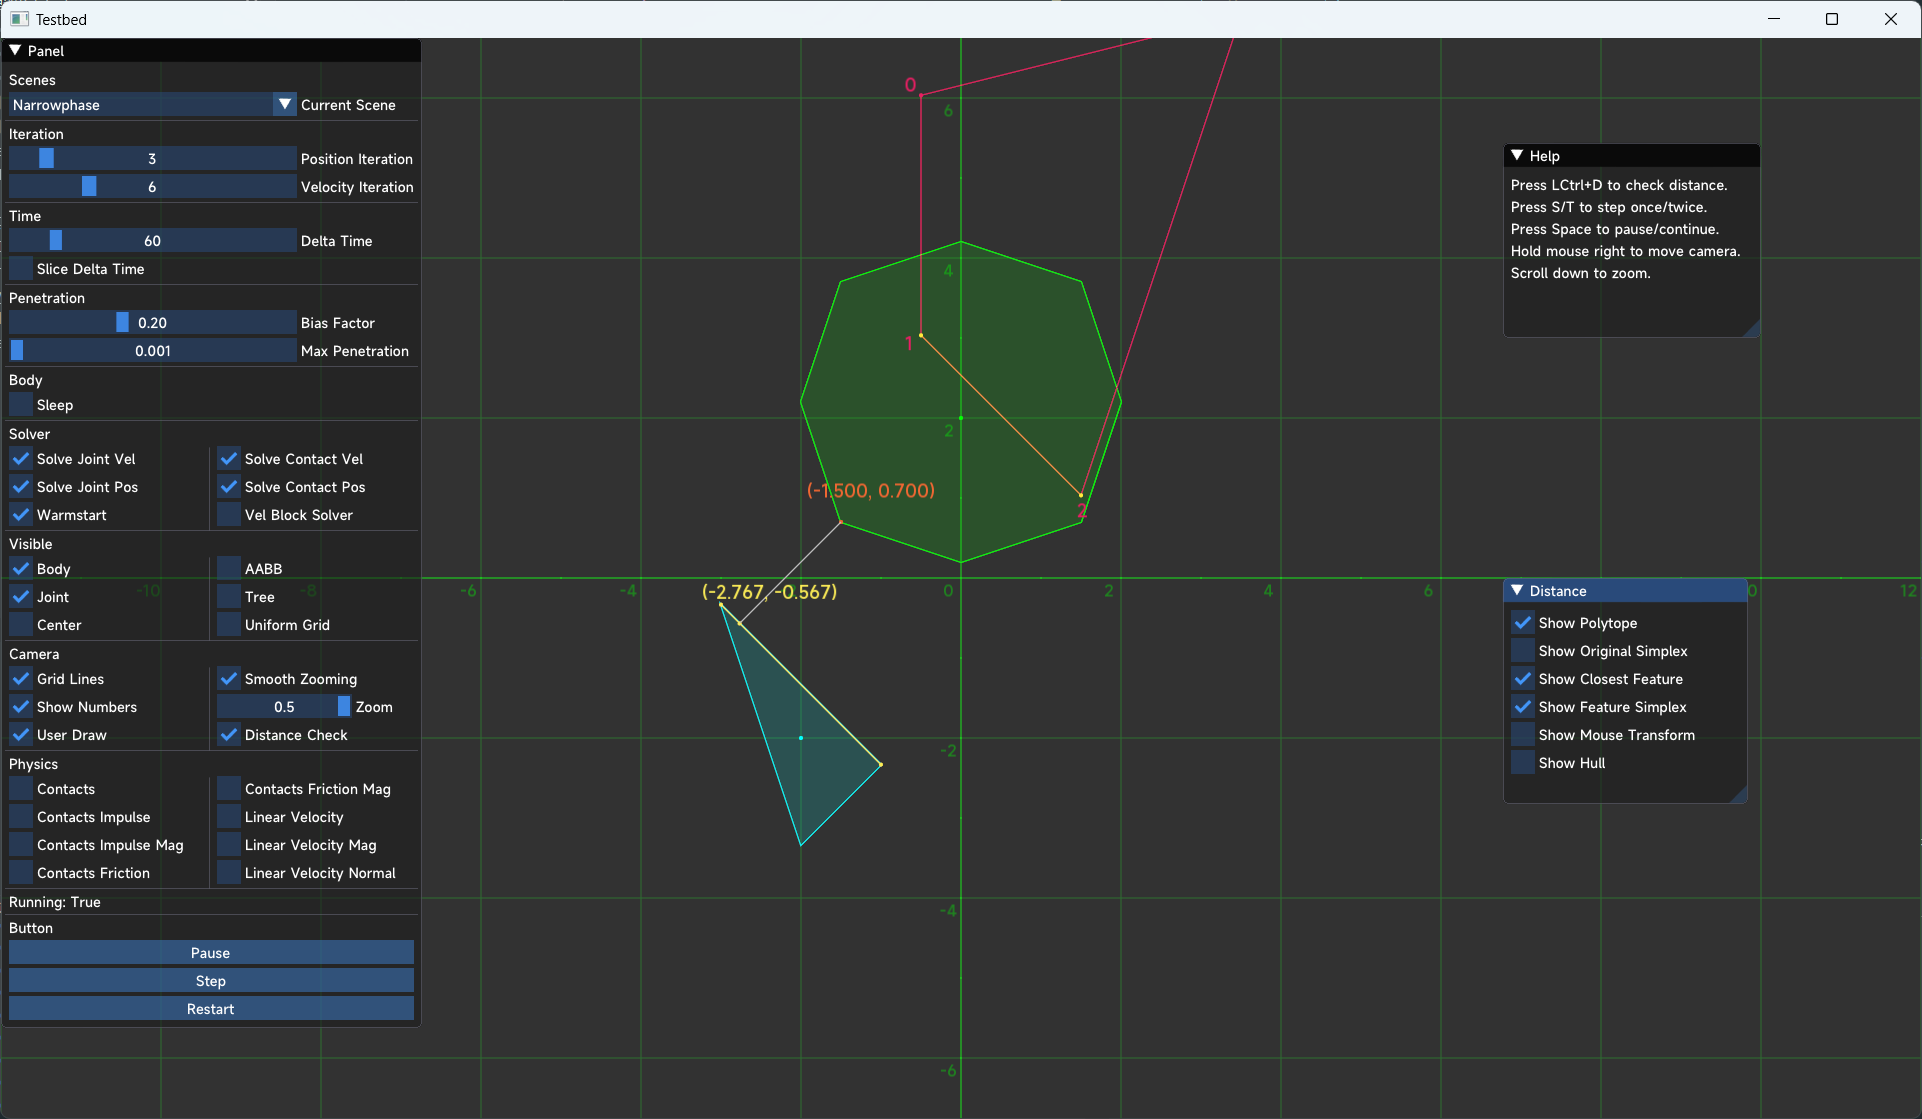 Testbed
Panel
Scenes
Narrowphase Current Scene
Iteration
3 Position Iteration
6 Velocity Iteration
Time
60 Delta Time
Slice Delta Time
Penetration
0.20 Bias Factor
0.001 Max Penetration
Body
Sleep
Solver
Solve Joint Vel Solve Contact Vel
Solve Joint Pos Solve Contact Pos
Warmstart Vel Block Solver
Visible
Body AABB
Joint Tree
Center Uniform Grid
Camera
Grid Lines Smooth Zooming
Show Numbers 0.5 Zoom
User Draw Distance Check
Physics
Contacts Contacts Friction Mag
Contacts Impulse Linear Velocity
Contacts Impulse Mag Linear Velocity Mag
Contacts Friction Linear Velocity Normal
Running: True
Button
Pause
Step
Restart
0
6
4
1
2
(-1.500, 0.700)
2
(-2.767, -0.567)
-10 -8 -6 -4 0 2 4 6 8 12
-2
-4
-6
Help
Press LCtrl+D to check distance.
Press S/T to step once/twice.
Press Space to pause/continue.
Hold mouse right to move camera.
Scroll down to zoom.
Distance
Show Polytope
Show Original Simplex
Show Closest Feature
Show Feature Simplex
Show Mouse Transform
Show Hull